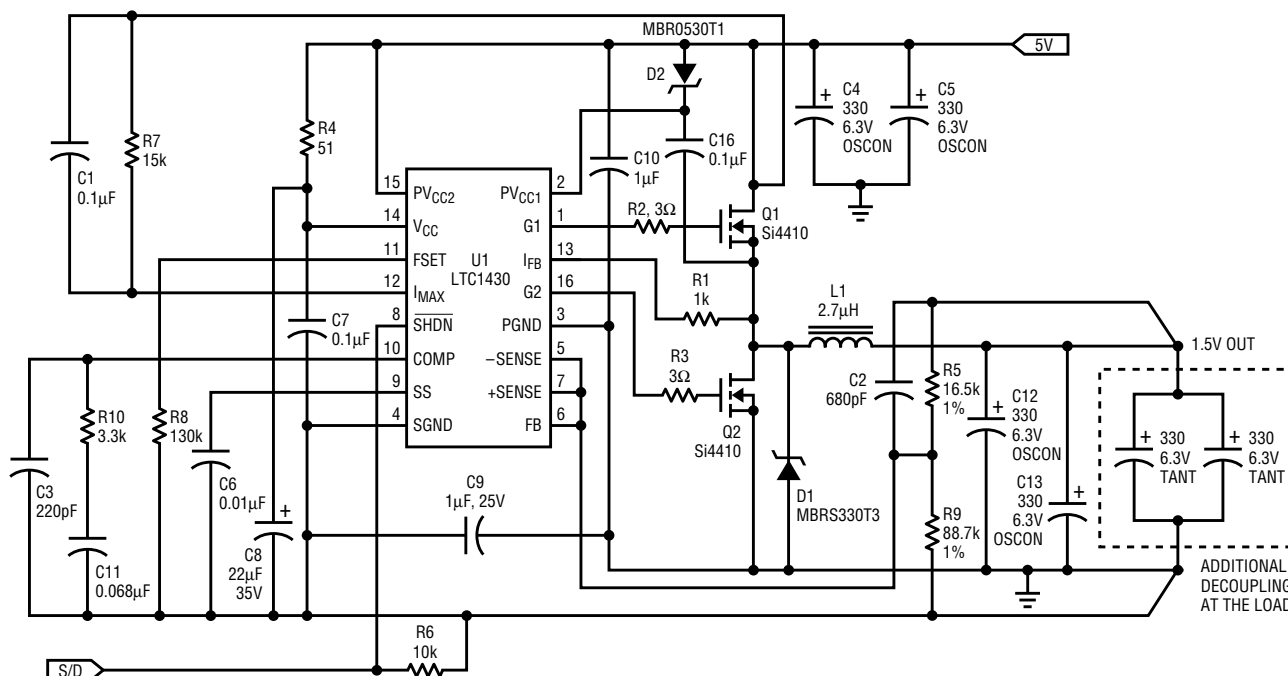 MBR0530T1
5V
D2
C4
330
6.3V
OSCON
C5
330
6.3V
OSCON
R7
15k
R4
51
C16
0.1µF
C10
1µF
C1
0.1µF
15 PVCC2
14 VCC
11 FSET
12 IMAX
8 SHDN
10 COMP
9 SS
4 SGND
U1
LTC1430
PVCC1 2
G1 1
IFB 13
G2 16
PGND 3
–SENSE 5
+SENSE 7
FB 6
R2, 3Ω
Q1
Si4410
R1
1k
L1
2.7µH
C7
0.1µF
R3
3Ω
C2
680pF
R5
16.5k
1%
1.5V OUT
Q2
Si4410
C12
330
6.3V
OSCON
330
6.3V
TANT
330
6.3V
TANT
R10
3.3k
R8
130k
C3
220pF
C6
0.01µF
C9
1µF, 25V
D1
MBRS330T3
R9
88.7k
1%
C13
330
6.3V
OSCON
C11
0.068µF
C8
22µF
35V
ADDITIONAL
DECOUPLING
AT THE LOAD
R6
10k
S/D